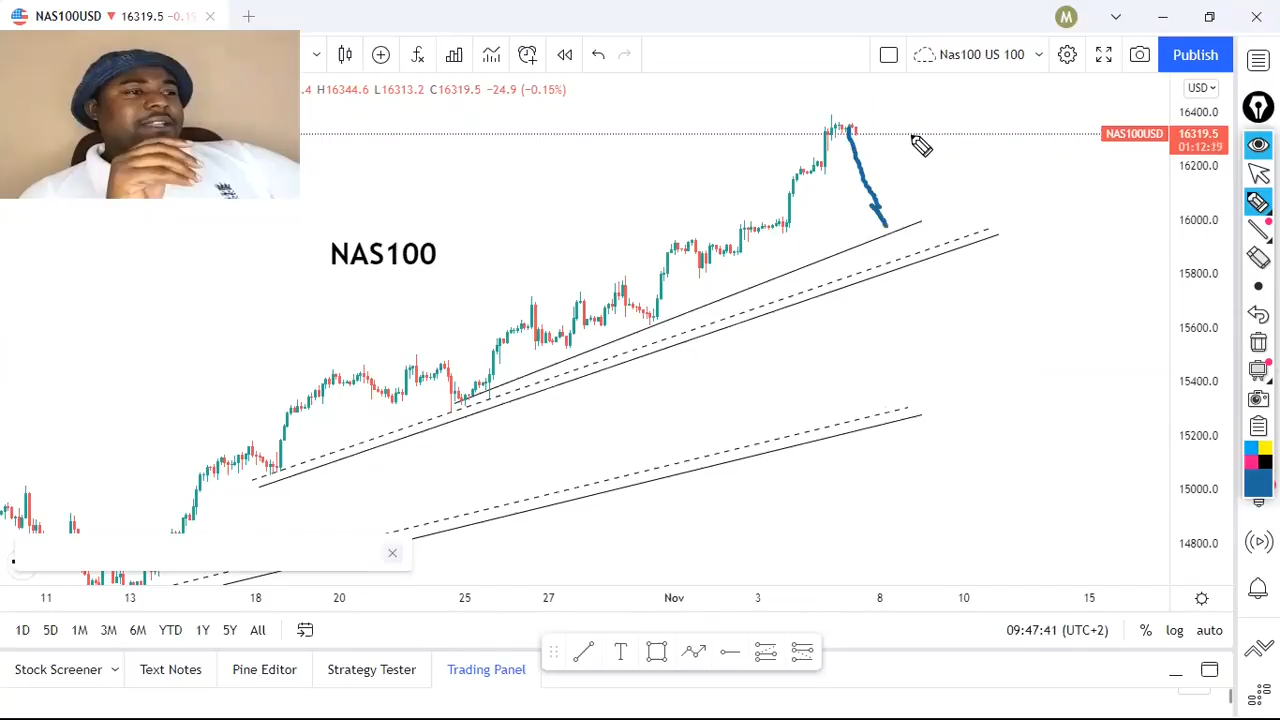 NAS100USD ▼ 16319.5 −0.15
M
Nas100 US 100
Publish
.4 H16344.6 L16313.2 C16319.5 −24.9 (−0.15%)
USD
16400.0
NAS100USD 16319.5
01:12:19
16200.0
16000.0
NAS100
15800.0
15600.0
15400.0
15200.0
15000.0
14800.0
11 13 18 20 25 27 Nov 3 8 10 15
1D 5D 1M 3M 6M YTD 1Y 5Y All
09:47:41 (UTC+2) % log auto
Stock Screener Text Notes Pine Editor Strategy Tester Trading Panel